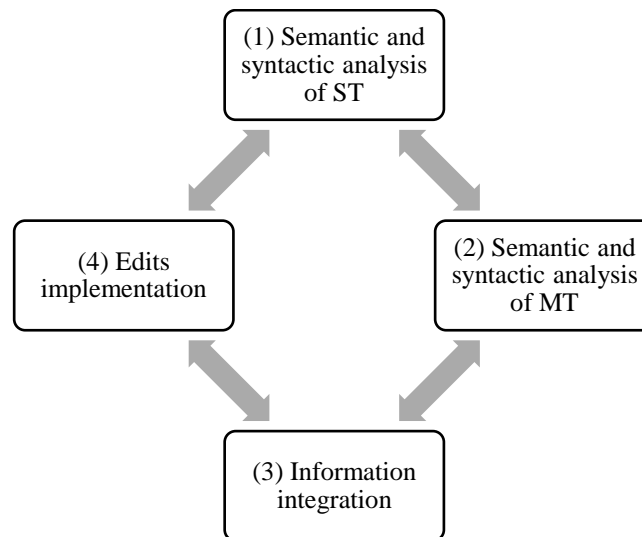 (1) Semantic and
syntactic analysis
of ST
(4) Edits
implementation
(2) Semantic and
syntactic analysis
of MT
(3) Information
integration